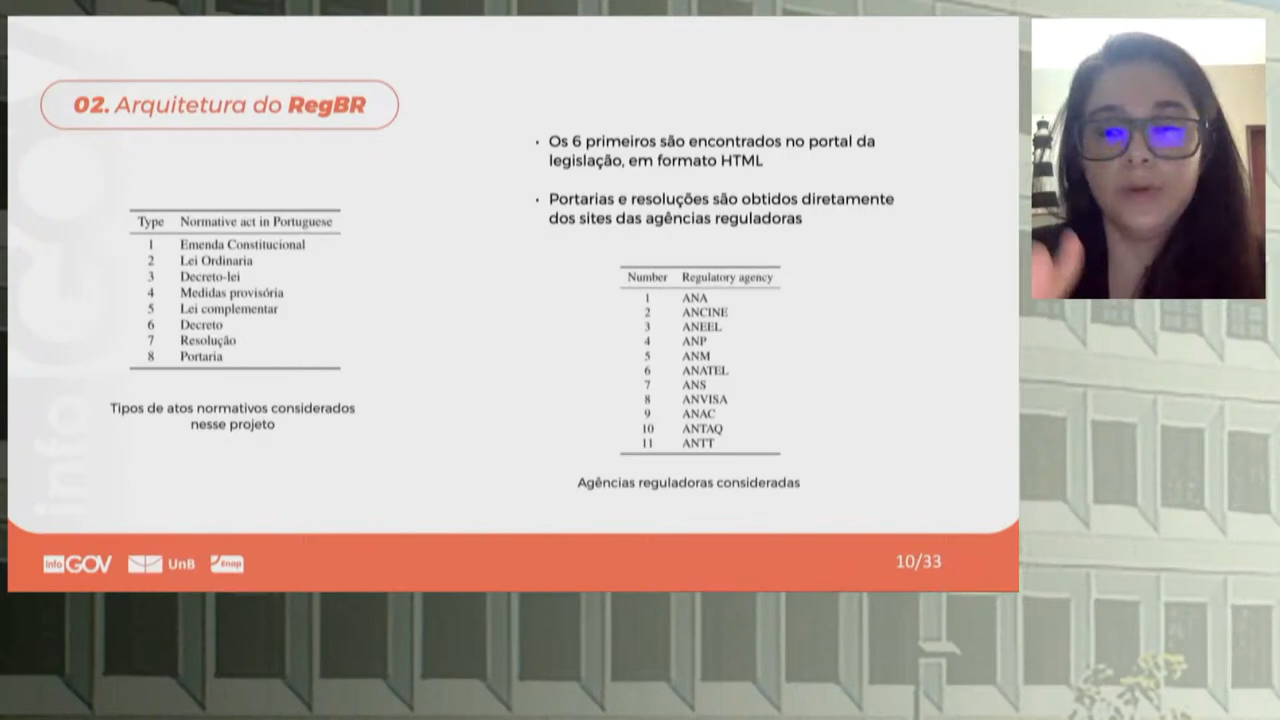 02. Arquitetura do RegBR
Type Normative act in Portuguese
1 Emenda Constitucional
2 Lei Ordinaria
3 Decreto-lei
4 Medidas provisória
5 Lei complementar
6 Decreto
7 Resolução
8 Portaria
Tipos de atos normativos considerados
nesse projeto
· Os 6 primeiros são encontrados no portal da
legislação, em formato HTML
· Portarias e resoluções são obtidos diretamente
dos sites das agências reguladoras
Number Regulatory agency
1 ANA
2 ANCINE
3 ANEEL
4 ANP
5 ANM
6 ANATEL
7 ANS
8 ANVISA
9 ANAC
10 ANTAQ
11 ANTT
Agências reguladoras consideradas
info GOV
info GOV UnB Enap
10/33